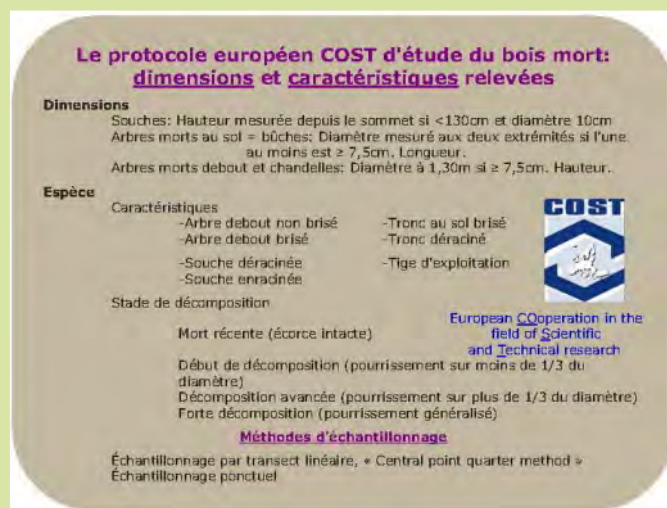 Le protocole européen COST d'étude du bois mort:
dimensions et caractéristiques relevées
Dimensions
Souches: Hauteur mesurée depuis le sommet si <130cm et diamètre 10cm
Arbres morts au sol = bûches: Diamètre mesuré aux deux extrémités si l'une
au moins est ≥ 7,5cm. Longueur.
Arbres morts debout et chandelles: Diamètre à 1,30m si ≥ 7,5cm. Hauteur.
Espèce
Caractéristiques
-Arbre debout non brisé
-Arbre debout brisé
-Souche déracinée
-Souche enracinée
-Tronc au sol brisé
-Tronc déraciné
-Tige d'exploitation
COST
European COoperation in the
field of Scientific
and Technical research
Stade de décomposition
Mort récente (écorce intacte)
Début de décomposition (pourrissement sur moins de 1/3 du
diamètre)
Décomposition avancée (pourrissement sur plus de 1/3 du diamètre)
Forte décomposition (pourrissement généralisé)
Méthodes d'échantillonnage
Échantillonnage par transect linéaire, « Central point quarter method »
Échantillonnage ponctuel